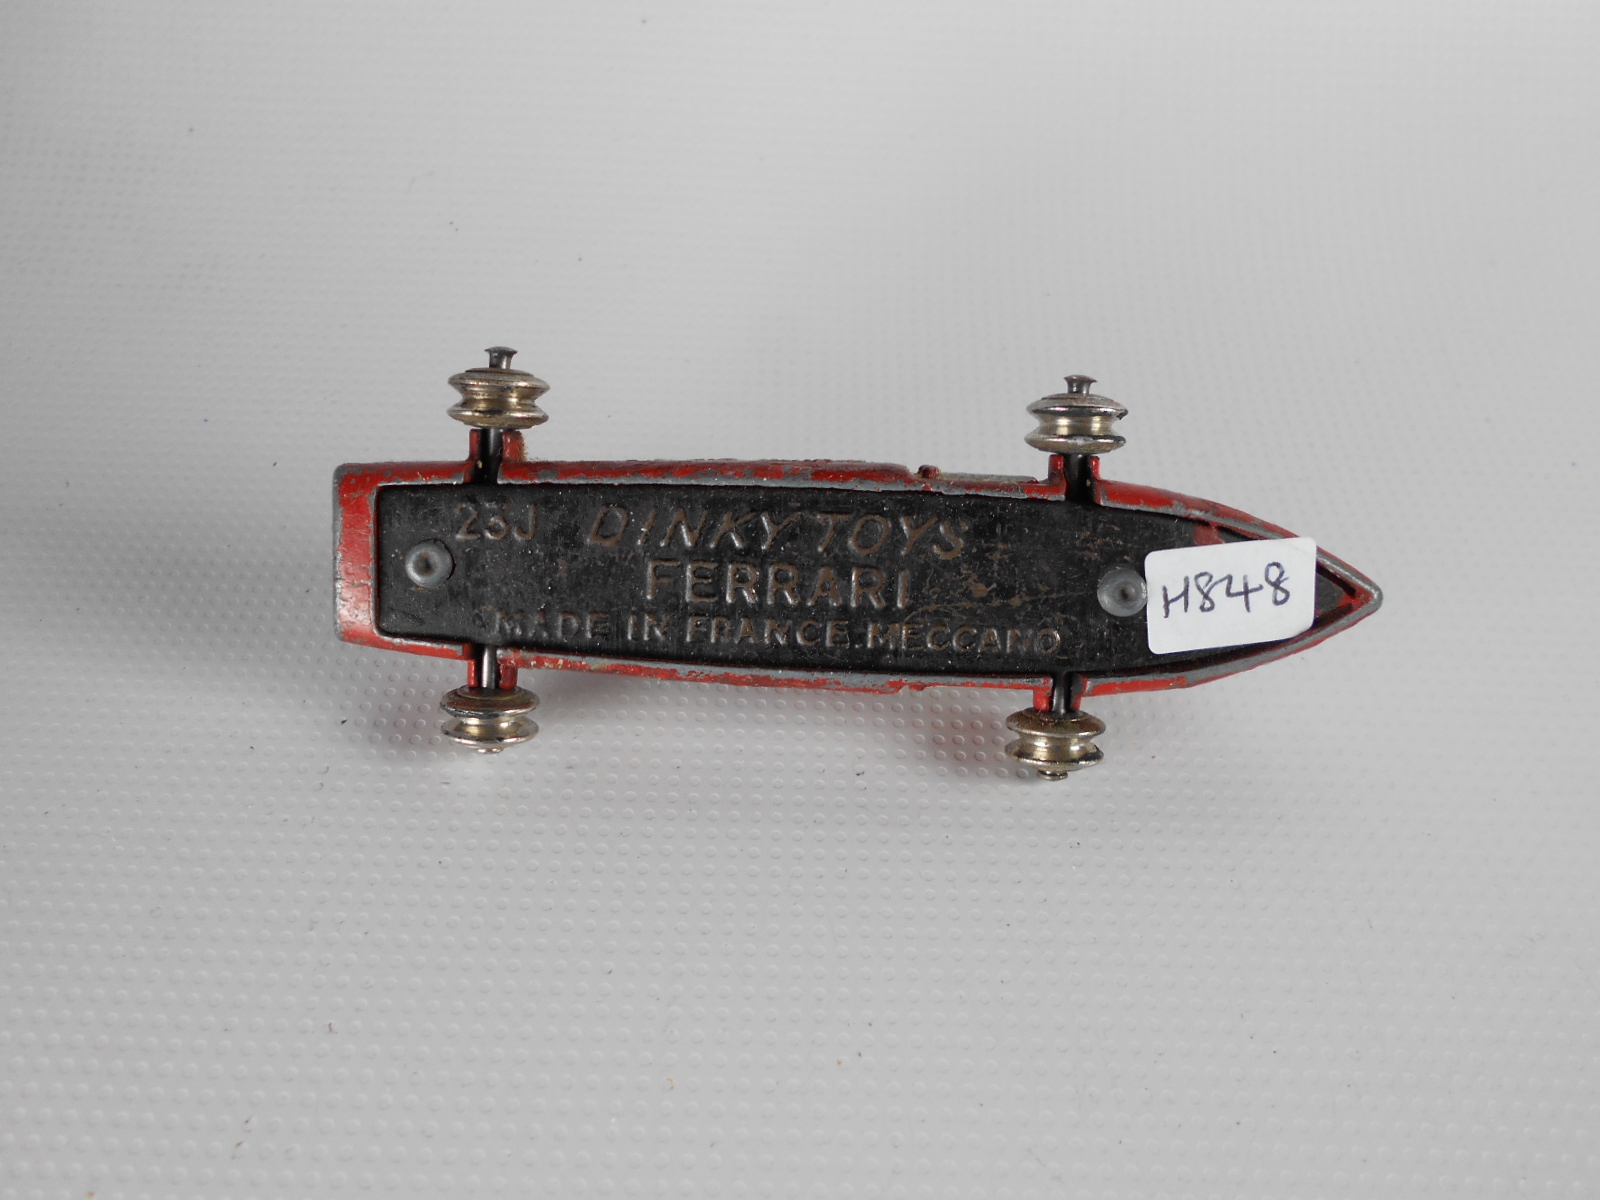 23J DINKY TOYS
FERRARI
MADE IN FRANCE.MECCANO
H848